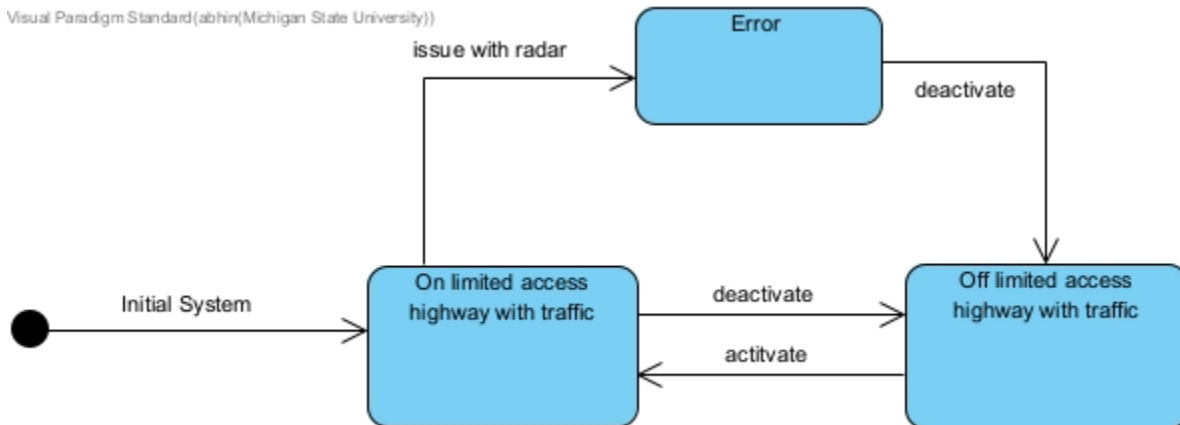 Visual Paradigm Standard(abhin(Michigan State University))
Error
issue with radar
deactivate
On limited access
highway with traffic
Off limited access
highway with traffic
Initial System
deactivate
actitvate